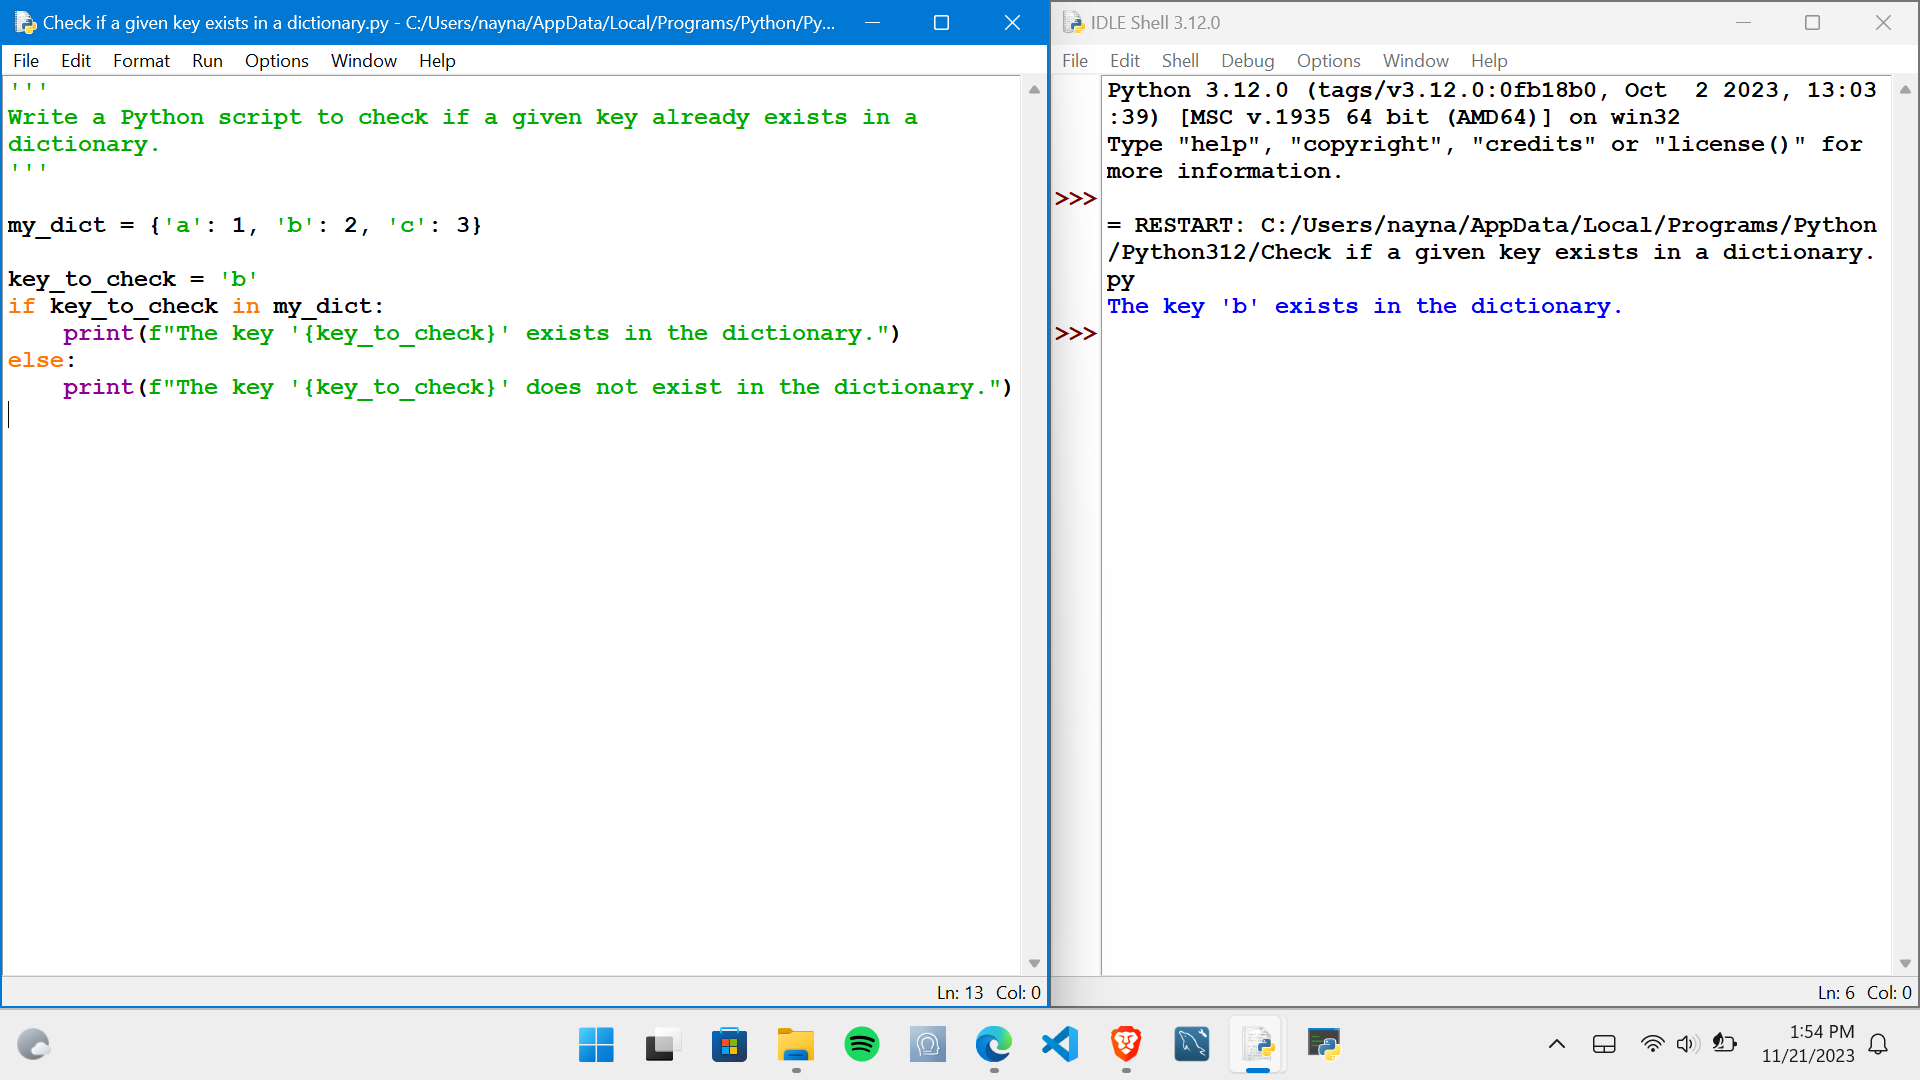 Check if a given key exists in a dictionary.py - C:/Users/nayna/AppData/Local/Programs/Python/Py...
File Edit Format Run Options Window Help
'''
Write a Python script to check if a given key already exists in a
dictionary.
'''
my_dict = {'a': 1, 'b': 2, 'c': 3}
key_to_check = 'b'
if key_to_check in my_dict:
    print(f"The key '{key_to_check}' exists in the dictionary.")
else:
    print(f"The key '{key_to_check}' does not exist in the dictionary.")
Ln: 13 Col: 0
IDLE Shell 3.12.0
File Edit Shell Debug Options Window Help
Python 3.12.0 (tags/v3.12.0:0fb18b0, Oct  2 2023, 13:03
:39) [MSC v.1935 64 bit (AMD64)] on win32
Type "help", "copyright", "credits" or "license()" for
more information.
>>>
= RESTART: C:/Users/nayna/AppData/Local/Programs/Python
/Python312/Check if a given key exists in a dictionary.
py
The key 'b' exists in the dictionary.
>>>
Ln: 6 Col: 0
1:54 PM
11/21/2023